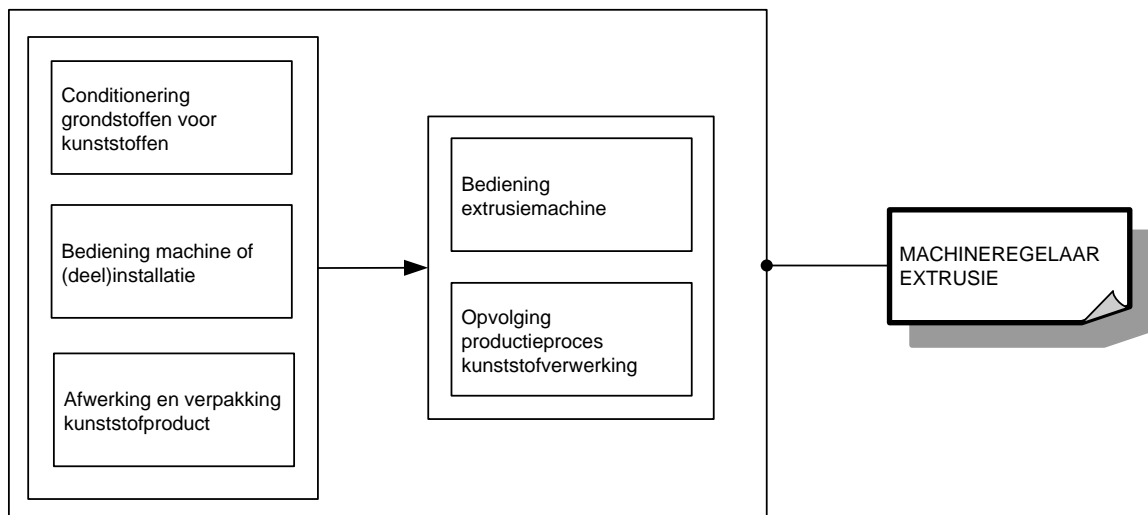 Conditionering
grondstoffen voor
kunststoffen
Bediening machine of
(deel)installatie
Afwerking en verpakking
kunststofproduct
Bediening
extrusiemachine
Opvolging
productieproces
kunststofverwerking
MACHINEREGELAAR
EXTRUSIE